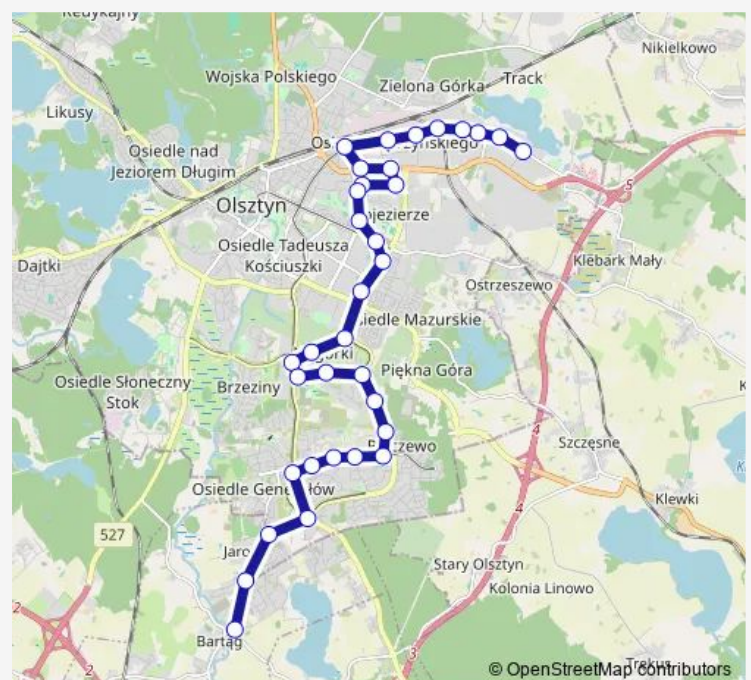 Redykajny
Nikielkowo
Wojska Polskiego
Zielona Górka
Track
Likusy
Osiedle nad
Jeziorem Długim
Olsztyn
Osiedle Tadeusza
Kościuszki
Dajtki
Klebark Mały
Ostrzeszewo
5
Osiedle Słoneczny
Stok
Brzeziny
Piękna Góra
4
Szczęsne
Osiedle Generałów
Klewki
527
4
Stary Olsztyn
Kolonia Linowo
2
2
3
Bartąg
© OpenStreetMap contributors